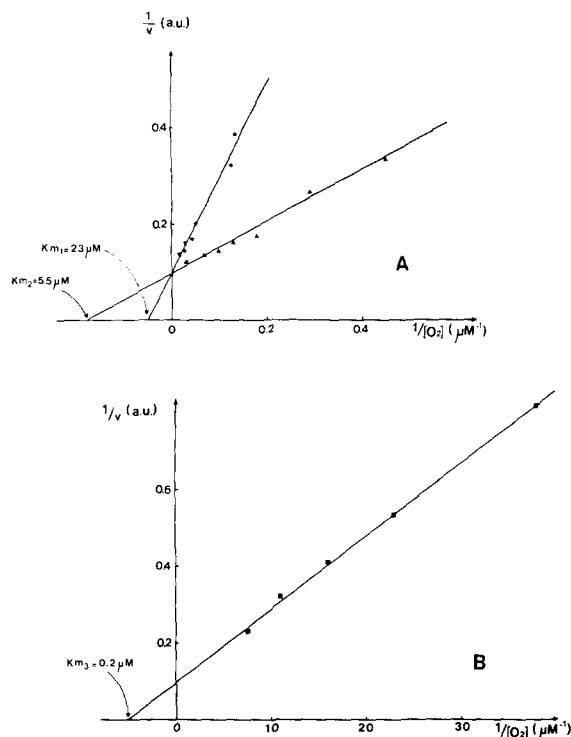 1/v (a.u.)
0.4
0.2
Km₁=23 μM
Km₂=5.5 μM
A
0
0.2
0.4
1/[O₂] (μM⁻¹)
1/v (a.u.)
0.6
0.4
0.2
Km₃=0.2 μM
B
0
10
20
30
1/[O₂] (μM⁻¹)